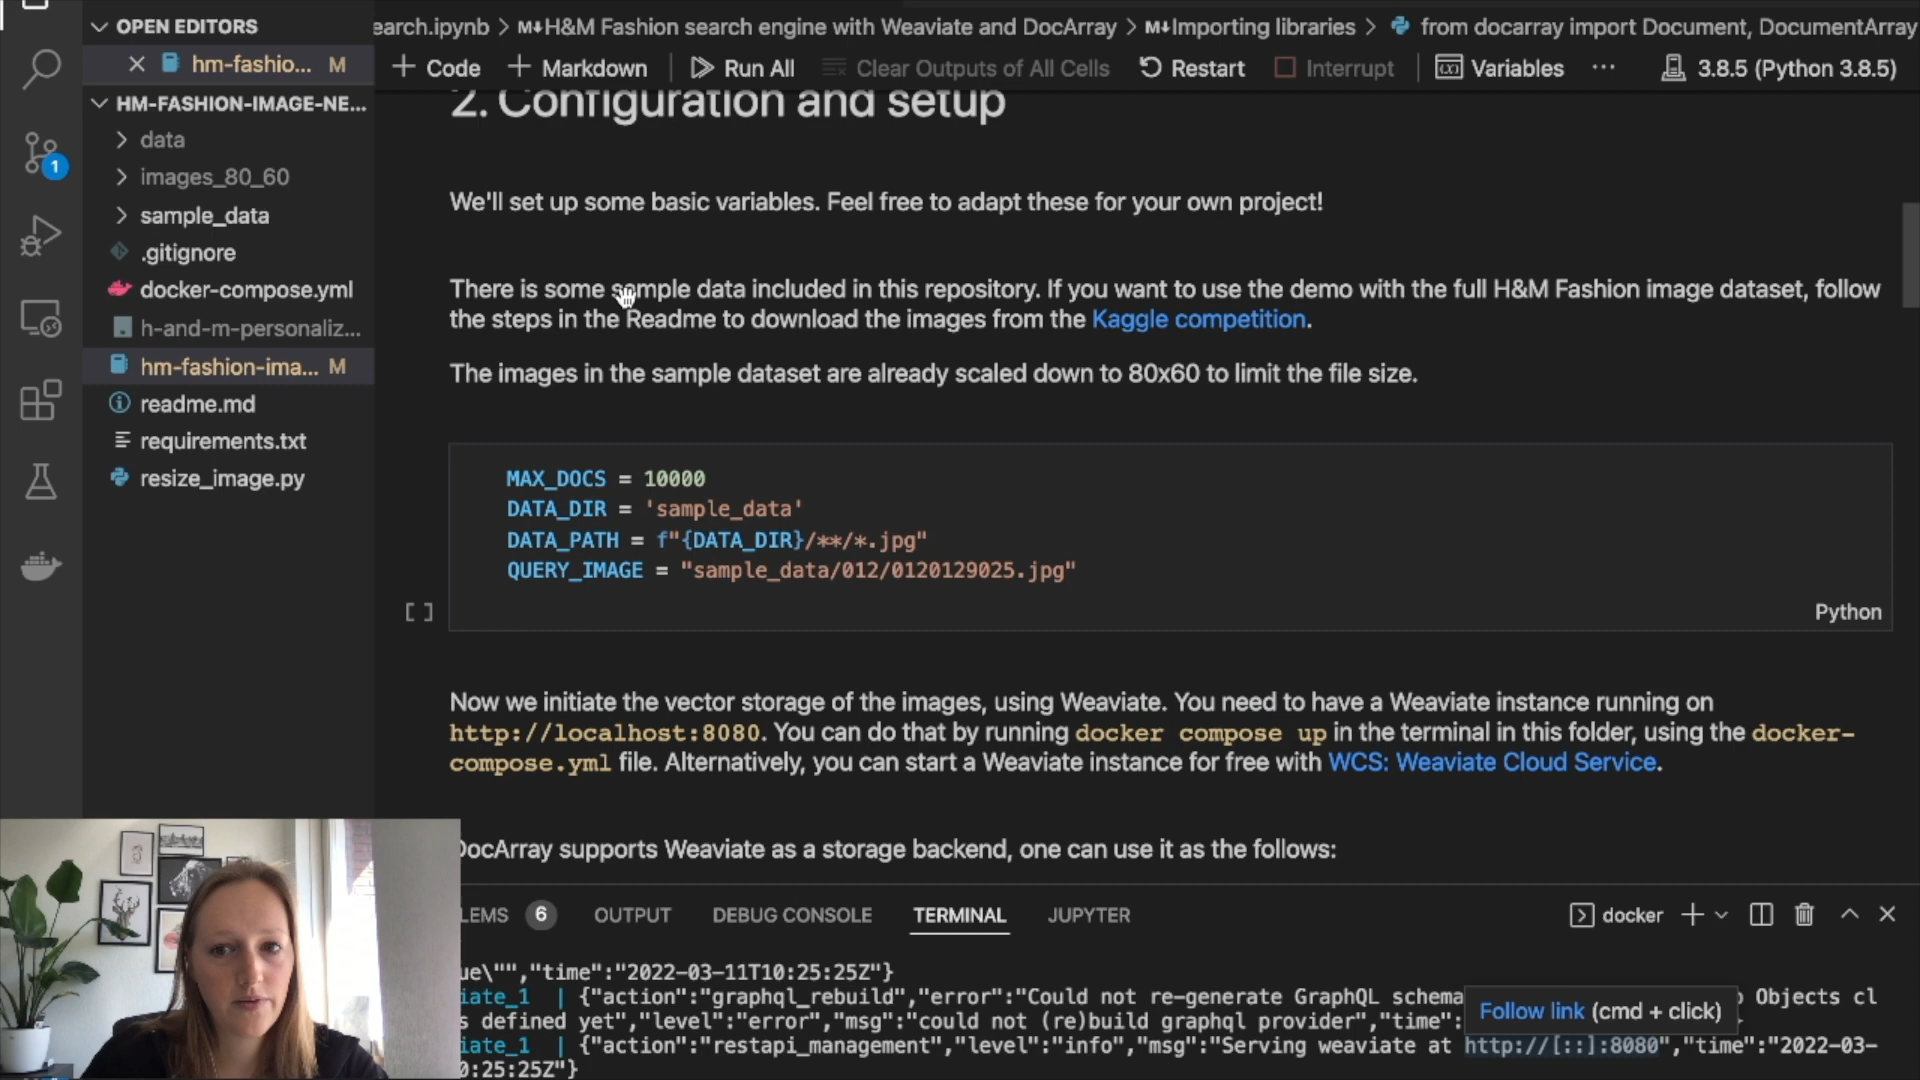 OPEN EDITORS
hm-fashio... M
HM-FASHION-IMAGE-NE...
data
images_80_60
sample_data
.gitignore
docker-compose.yml
h-and-m-personaliz...
hm-fashion-ima... M
readme.md
requirements.txt
resize_image.py
1
earch.ipynb > M↓H&M Fashion search engine with Weaviate and DocArray > M↓Importing libraries > from docarray import Document, DocumentArray
+ Code + Markdown Run All Clear Outputs of All Cells Restart Interrupt Variables ··· 3.8.5 (Python 3.8.5)
2. Configuration and setup
We'll set up some basic variables. Feel free to adapt these for your own project!
There is some sample data included in this repository. If you want to use the demo with the full H&M Fashion image dataset, follow
the steps in the Readme to download the images from the Kaggle competition.
The images in the sample dataset are already scaled down to 80x60 to limit the file size.
MAX_DOCS = 10000
DATA_DIR = 'sample_data'
DATA_PATH = f"{DATA_DIR}/**/*.jpg"
QUERY_IMAGE = "sample_data/012/0120129025.jpg"
[ ]
Python
Now we initiate the vector storage of the images, using Weaviate. You need to have a Weaviate instance running on
http://localhost:8080. You can do that by running docker compose up in the terminal in this folder, using the docker-
compose.yml file. Alternatively, you can start a Weaviate instance for free with WCS: Weaviate Cloud Service.
DocArray supports Weaviate as a storage backend, one can use it as the follows:
LEMS 6 OUTPUT DEBUG CONSOLE TERMINAL JUPYTER docker
ue\"","time":"2022-03-11T10:25:25Z"}
iate_1 | {"action":"graphql_rebuild","error":"Could not re-generate GraphQL schema Objects cl
s defined yet","level":"error","msg":"could not (re)build graphql provider","time":
Follow link (cmd + click)
iate_1 | {"action":"restapi_management","level":"info","msg":"Serving weaviate at http://[::]:8080","time":"2022-03-
0:25:25Z"}